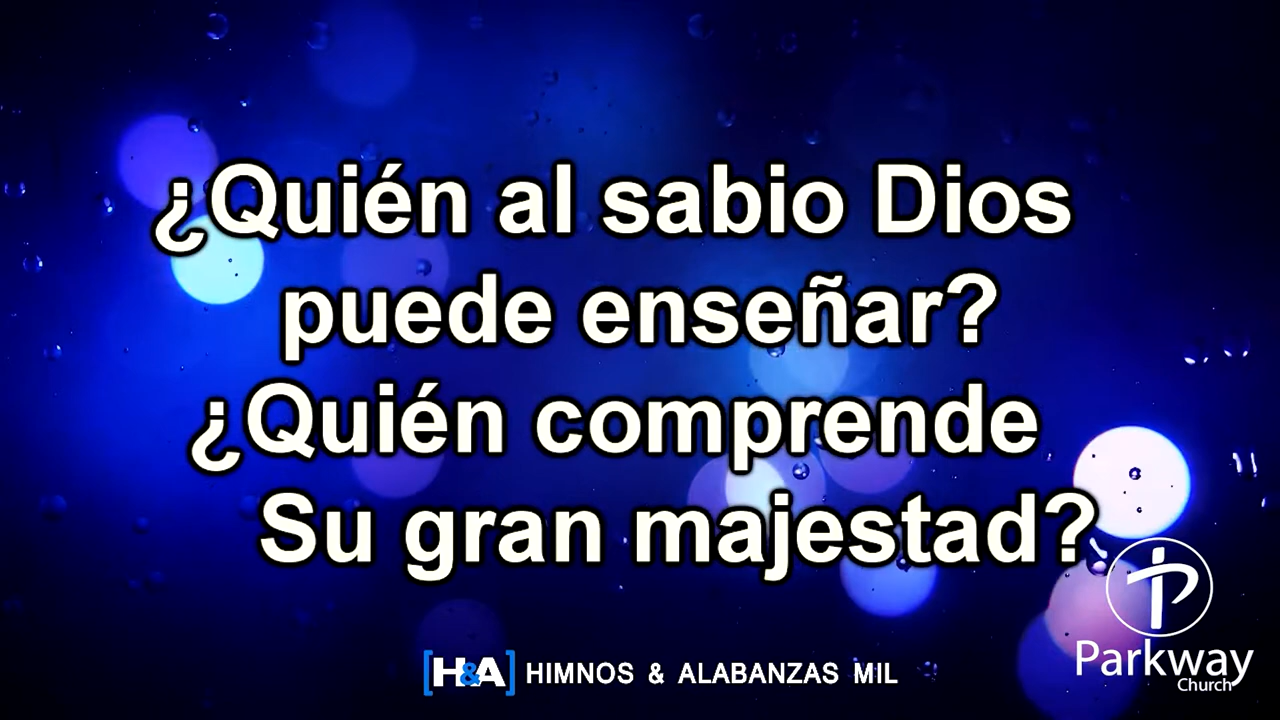 ¿Quién al sabio Dios
puede enseñar?
¿Quién comprende
Su gran majestad?
[H&A] HIMNOS & ALABANZAS MIL
Parkway
Church